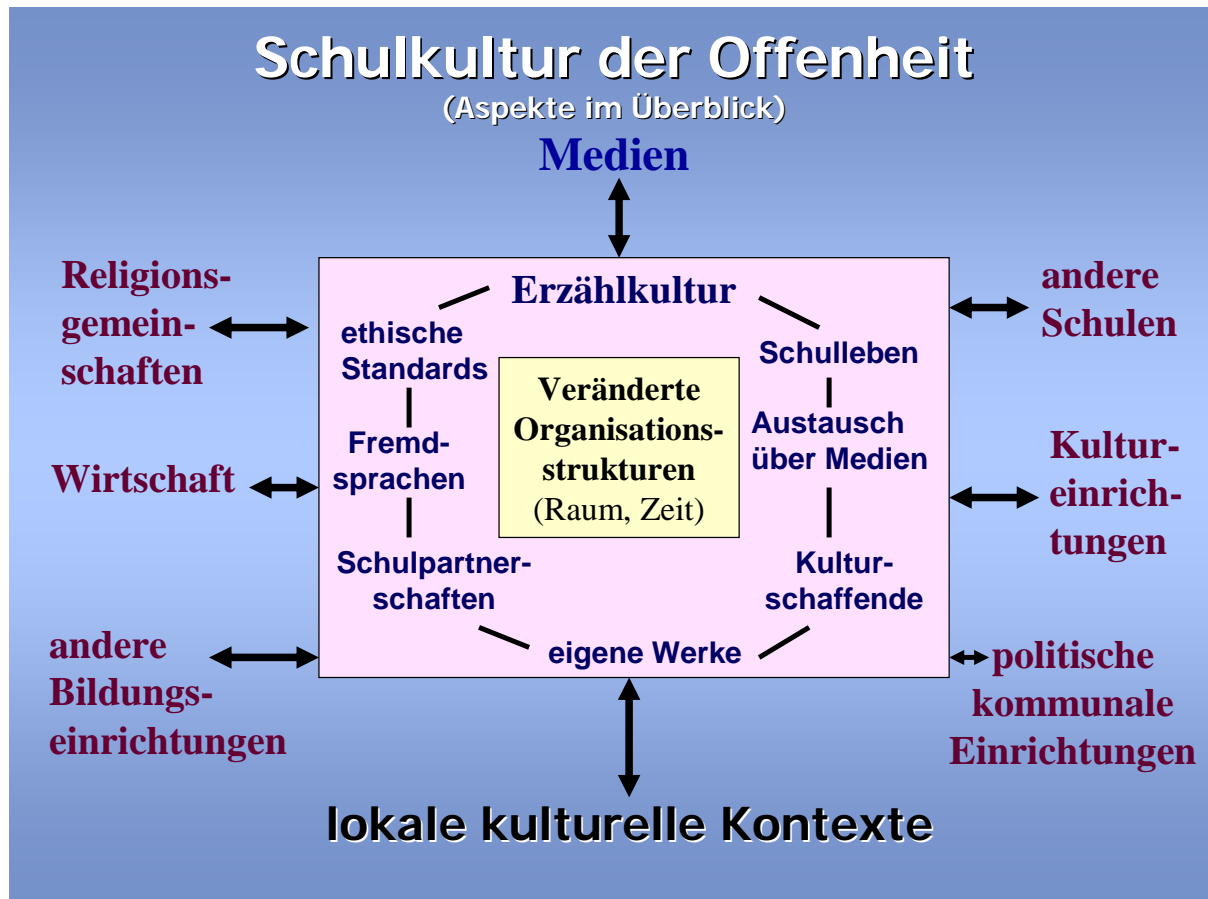 Schulkultur der Offenheit
(Aspekte im Überblick)
Medien
Religions-
gemein-
schaften
Wirtschaft
andere
Bildungs-
einrichtungen
Erzählkultur
ethische
Standards
Fremd-
sprachen
Schulpartner-
schaften
eigene Werke
Veränderte
Organisations-
strukturen
(Raum, Zeit)
Schulleben
Austausch
über Medien
Kultur-
schaffende
andere
Schulen
Kultur-
einrich-
tungen
politische
kommunale
Einrichtungen
lokale kulturelle Kontexte